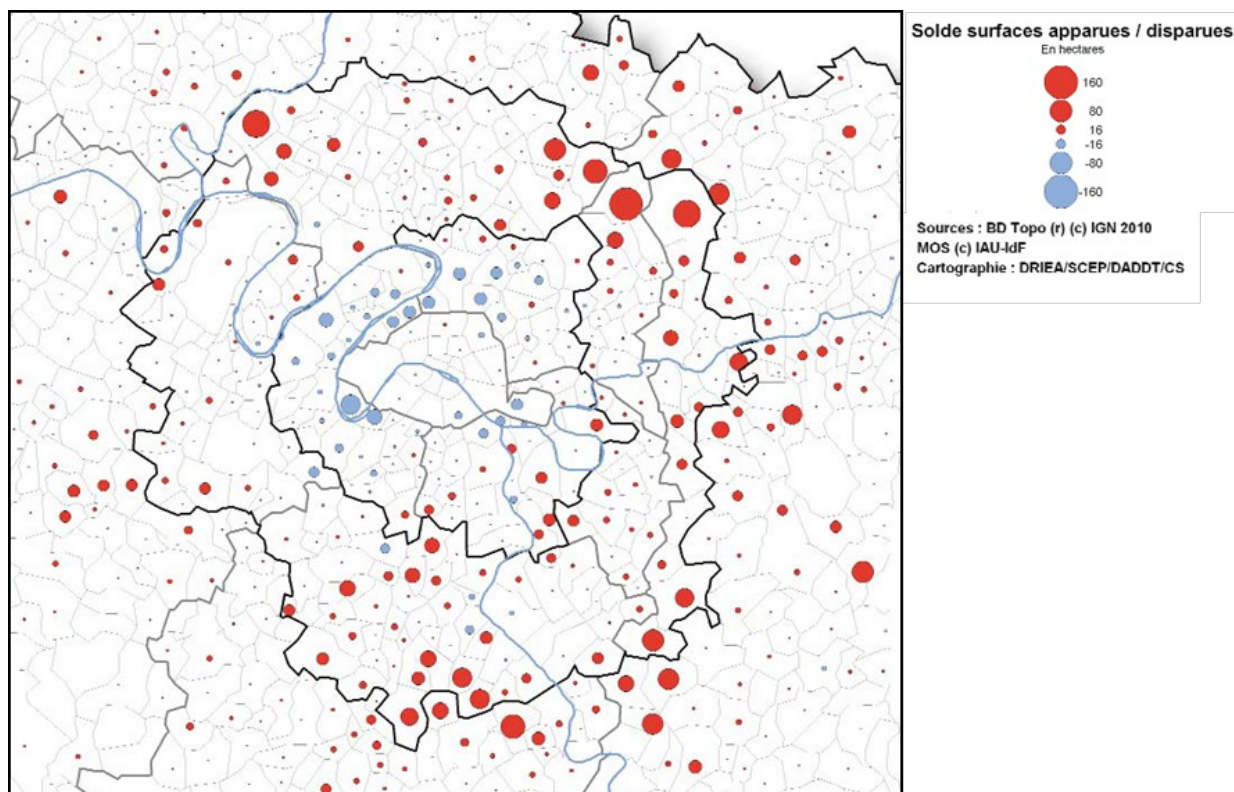 Solde surfaces apparues / disparues
En hectares
160
80
16
-16
-80
-160
Sources : BD Topo (r) (c) IGN 2010
MOS (c) IAU-IdF
Cartographie : DRIEA/SCEP/DADDT/CS